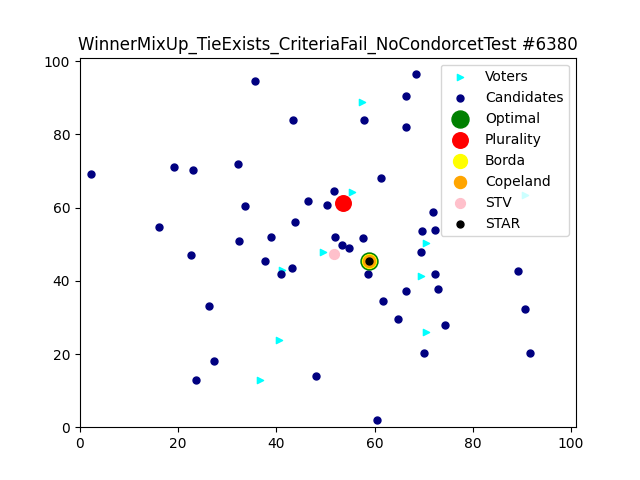 WinnerMixUp_TieExists_CriteriaFail_NoCondorcetTest #6380
100
80
60
40
20
0
0 20 40 60 80 100
Voters
Candidates
Optimal
Plurality
Borda
Copeland
STV
STAR